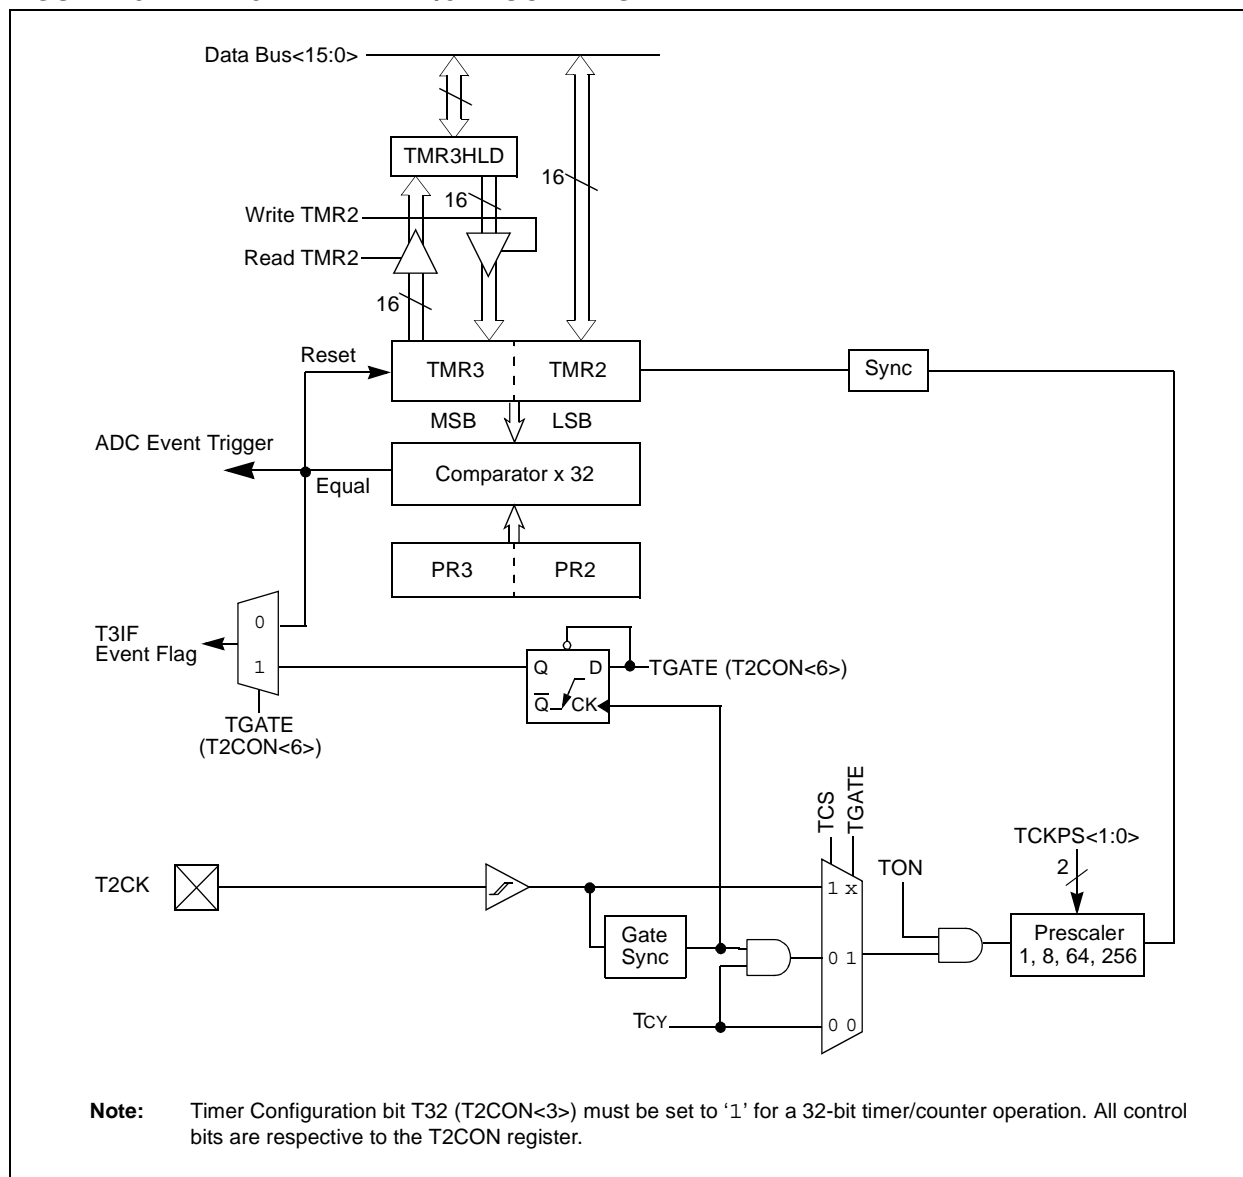 Data Bus<15:0>
TMR3HLD
16
16
Write TMR2
Read TMR2
16
Reset
TMR3
TMR2
Sync
MSB
LSB
ADC Event Trigger
Equal
Comparator x 32
PR3
PR2
0
1
T3IF
Event Flag
Q
D
Q
CK
TGATE (T2CON<6>)
TGATE
(T2CON<6>)
TCS
TGATE
TCKPS<1:0>
2
TON
T2CK
1 x
Gate
Sync
0 1
Prescaler
1, 8, 64, 256
TCY
0 0
Note: Timer Configuration bit T32 (T2CON<3>) must be set to ‘1’ for a 32-bit timer/counter operation. All control
bits are respective to the T2CON register.